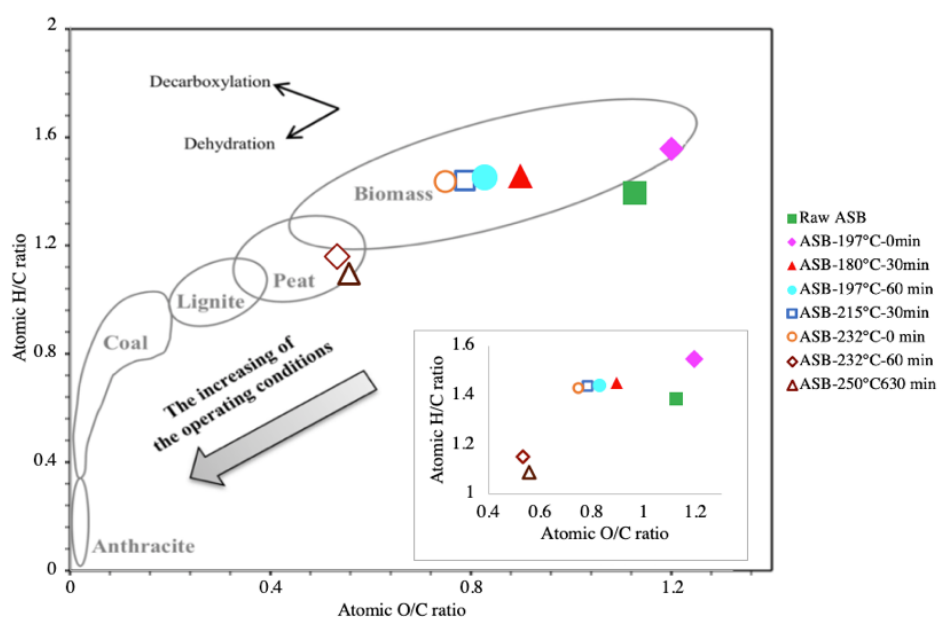 2
1.6
1.2
0.8
0.4
0
0
0.4
0.8
1.2
Atomic H/C ratio
Atomic O/C ratio
Decarboxylation
Dehydration
Biomass
Peat
Lignite
Coal
Anthracite
The increasing of
the operating conditions
1.6
1.4
1.2
1
0.4
0.6
0.8
1
1.2
Atomic H/C ratio
Atomic O/C ratio
Raw ASB
ASB-197°C-0min
ASB-180°C-30min
ASB-197°C-60 min
ASB-215°C-30min
ASB-232°C-0 min
ASB-232°C-60 min
ASB-250°C630 min